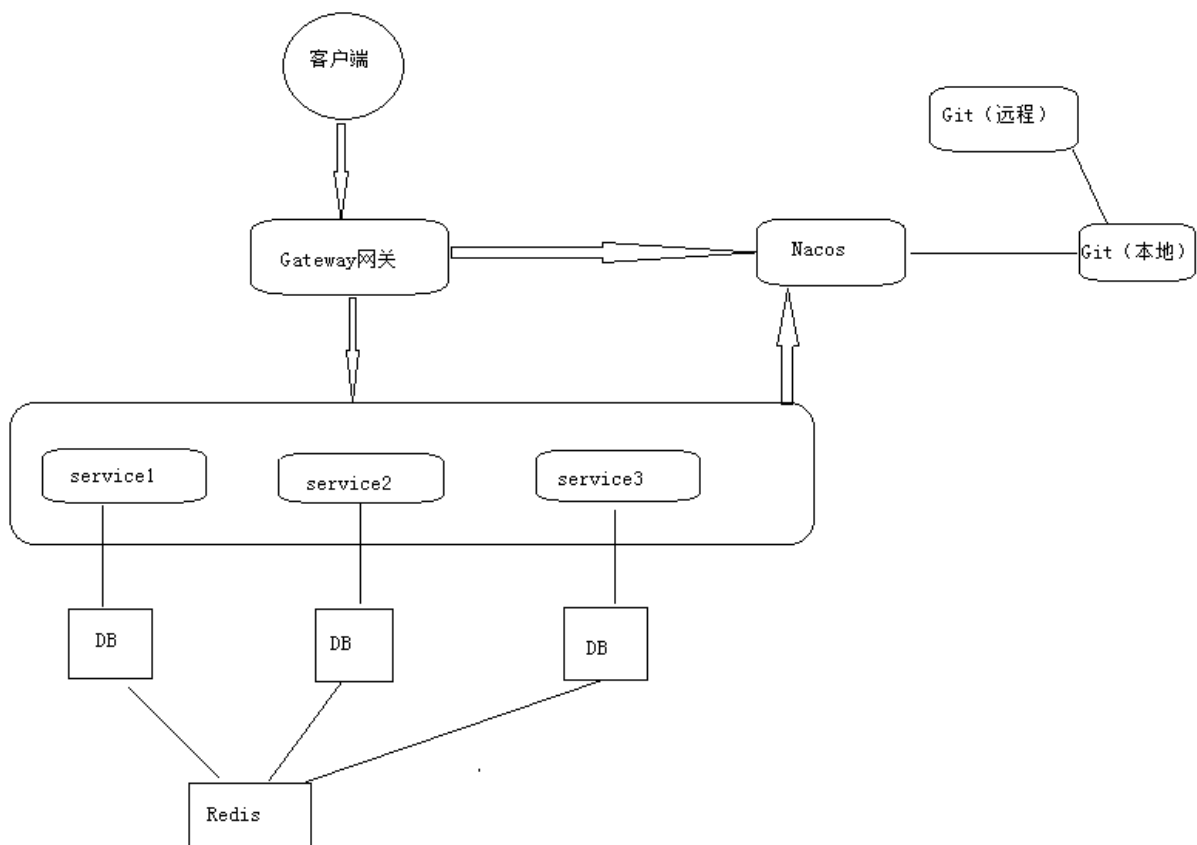 客户端
Git（远程）
Gateway网关
Nacos
Git（本地）
service1
service2
service3
DB
DB
DB
Redis